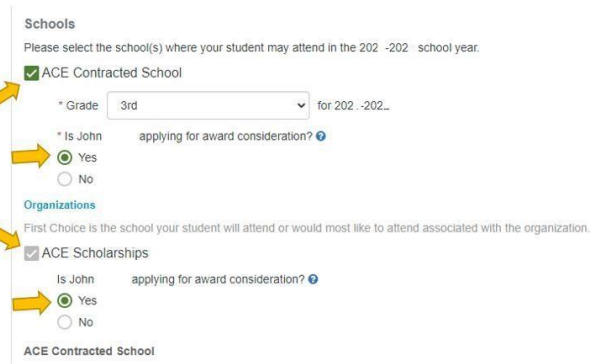 Schools
Please select the school(s) where your student may attend in the 202 -202 school year.
ACE Contracted School
* Grade 3rd for 202 -202_
* Is John applying for award consideration?
Yes
No
Organizations
First Choice is the school your student will attend or would most like to attend associated with the organization.
ACE Scholarships
Is John applying for award consideration?
Yes
No
ACE Contracted School